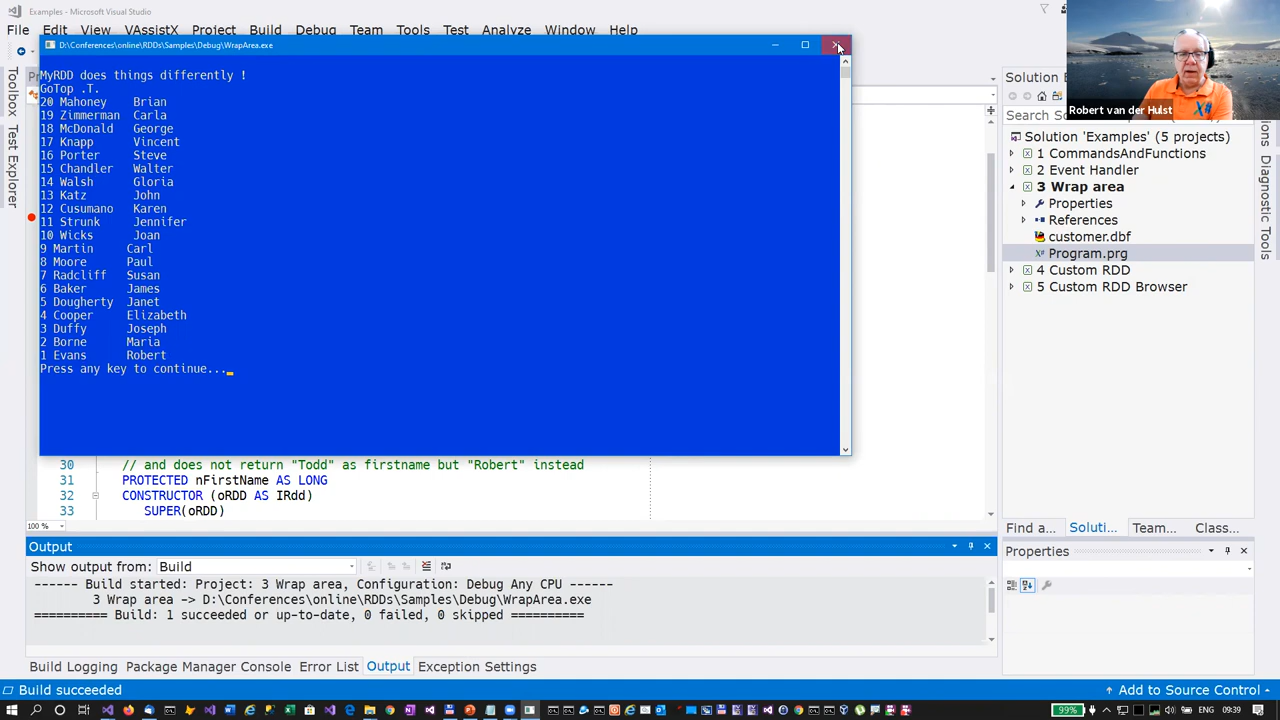 Examples - Microsoft Visual Studio
File Edit View VAssistX Project Build Debug Team Tools Test Analyze Window Help
D:\Conferences\online\RDDs\Samples\Debug\WrapArea.exe
MyRDD does things differently !
GoTop .T.
20 Mahoney Brian
19 Zimmerman Carla
18 McDonald George
17 Knapp Vincent
16 Porter Steve
15 Chandler Walter
14 Walsh Gloria
13 Katz John
12 Cusumano Karen
11 Strunk Jennifer
10 Wicks Joan
9 Martin Carl
8 Moore Paul
7 Radcliff Susan
6 Baker James
5 Dougherty Janet
4 Cooper Elizabeth
3 Duffy Joseph
2 Borne Maria
1 Evans Robert
Press any key to continue...
30 // and does not return "Todd" as firstname but "Robert" instead
31 PROTECTED nFirstName AS LONG
32 CONSTRUCTOR (oRDD AS IRdd)
33 SUPER(oRDD)
100 %
Toolbox
Test Explorer
Robert van der Hulst
X#
Solution E
Search So
Solution 'Examples' (5 projects)
1 CommandsAndFunctions
2 Event Handler
3 Wrap area
Properties
References
customer.dbf
Program.prg
4 Custom RDD
5 Custom RDD Browser
Diagnostic Tools
Find a... Soluti... Team... Class...
Properties
Output
Show output from: Build
------ Build started: Project: 3 Wrap area, Configuration: Debug Any CPU ------
3 Wrap area -> D:\Conferences\online\RDDs\Samples\Debug\WrapArea.exe
========== Build: 1 succeeded or up-to-date, 0 failed, 0 skipped ==========
Build Logging Package Manager Console Error List Output Exception Settings
Build succeeded
Add to Source Control
99% ENG 09:39